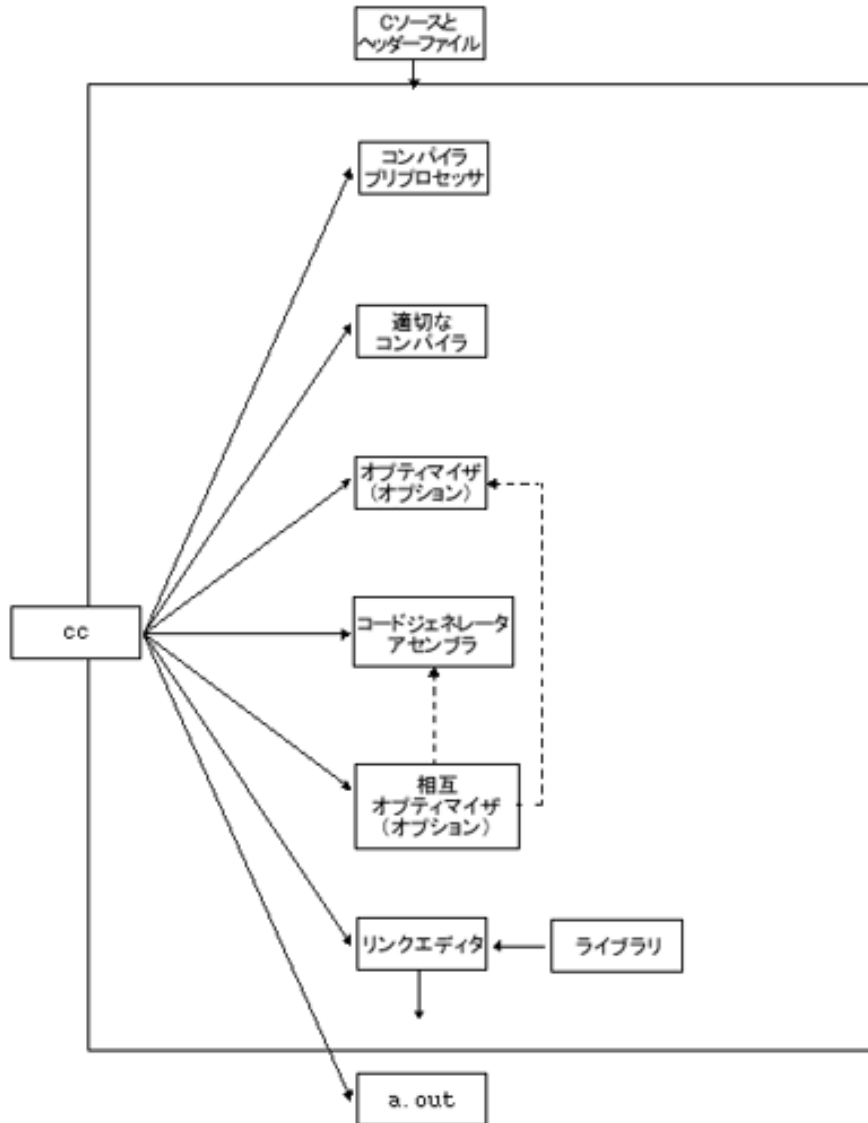 Cソースと
ヘッダーファイル
コンパイラ
プリプロセッサ
適切な
コンパイラ
オプティマイザ
(オプション)
cc
コードジェネレータ
アセンブラ
相互
オプティマイザ
(オプション)
リンクエディタ
ライブラリ
a.out